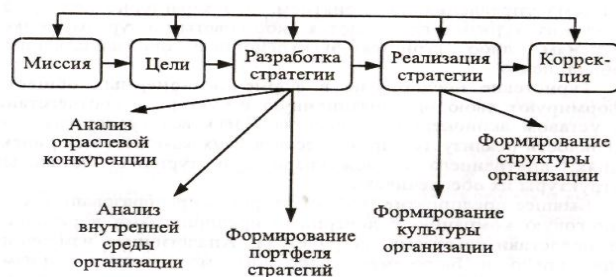 Миссия
Цели
Разработка
стратегии
Реализация
стратегии
Коррек-
ция
Анализ
отраслевой
конкуренции
Формирование
структуры
организации
Анализ
внутренней
среды
организации
Формирование
портфеля
стратегий
Формирование
культуры
организации